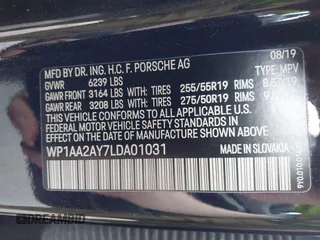 MFD BY DR. ING. H.C. F. PORSCHE AG 08/19
GVWR 6239 LBS TYPE: MPV
GAWR FRONT 3164 LBS WITH TIRES 255/55R19 RIMS
GAWR REAR 3208 LBS WITH TIRES 275/50R19 RIMS
THIS VEHICLE CONFORMS TO ALL APPLICABLE FEDERAL
MOTOR VEHICLE SAFETY STANDARDS IN EFFECT ON THE
DATE OF MANUFACTURE SHOWN ABOVE.
WP1AA2AY7LDA01031
MADE IN SLOVAKIA